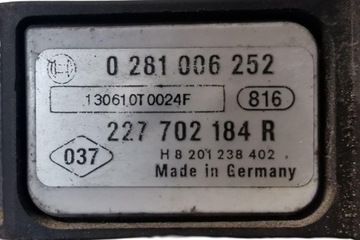 0 281 006 252
130610T0024F 816
227 702 184 R
037 H 8 201 238 402
Made in Germany